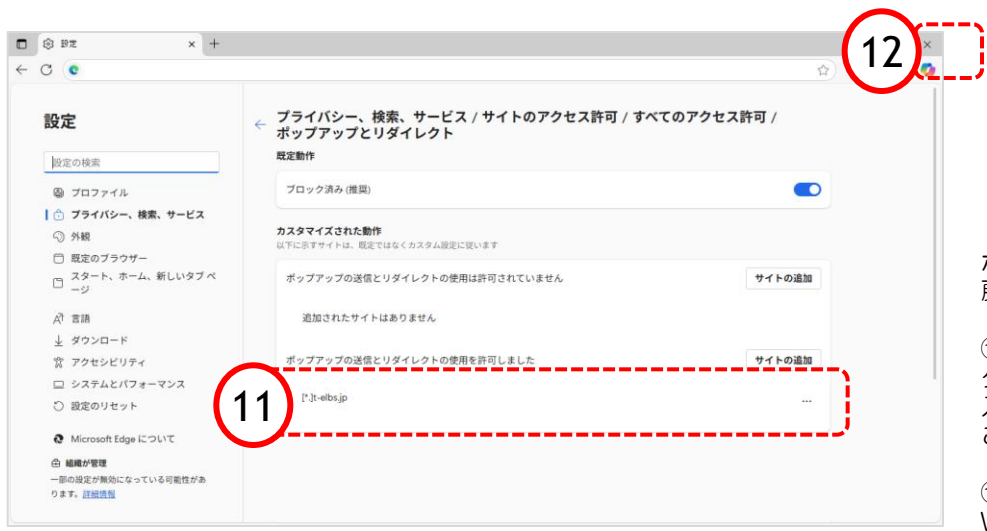 設定
12
設定
プライバシー、検索、サービス / サイトのアクセス許可 / すべてのアクセス許可 /
ポップアップとリダイレクト
設定の検索
既定動作
ブロック済み (推奨)
プロファイル
プライバシー、検索、サービス
外観
既定のブラウザー
スタート、ホーム、新しいタブ ペ
ージ
言語
ダウンロード
アクセシビリティ
システムとパフォーマンス
設定のリセット
Microsoft Edge について
組織が管理
一部の設定が無効になっている可能性があ
ります。詳細情報
カスタマイズされた動作
以下に示すサイトは、既定ではなくカスタム設定に従います
ポップアップの送信とリダイレクトの使用は許可されていません
サイトの追加
追加されたサイトはありません
ポップアップの送信とリダイレクトの使用を許可しました
サイトの追加
11
[*.]t-elbs.jp